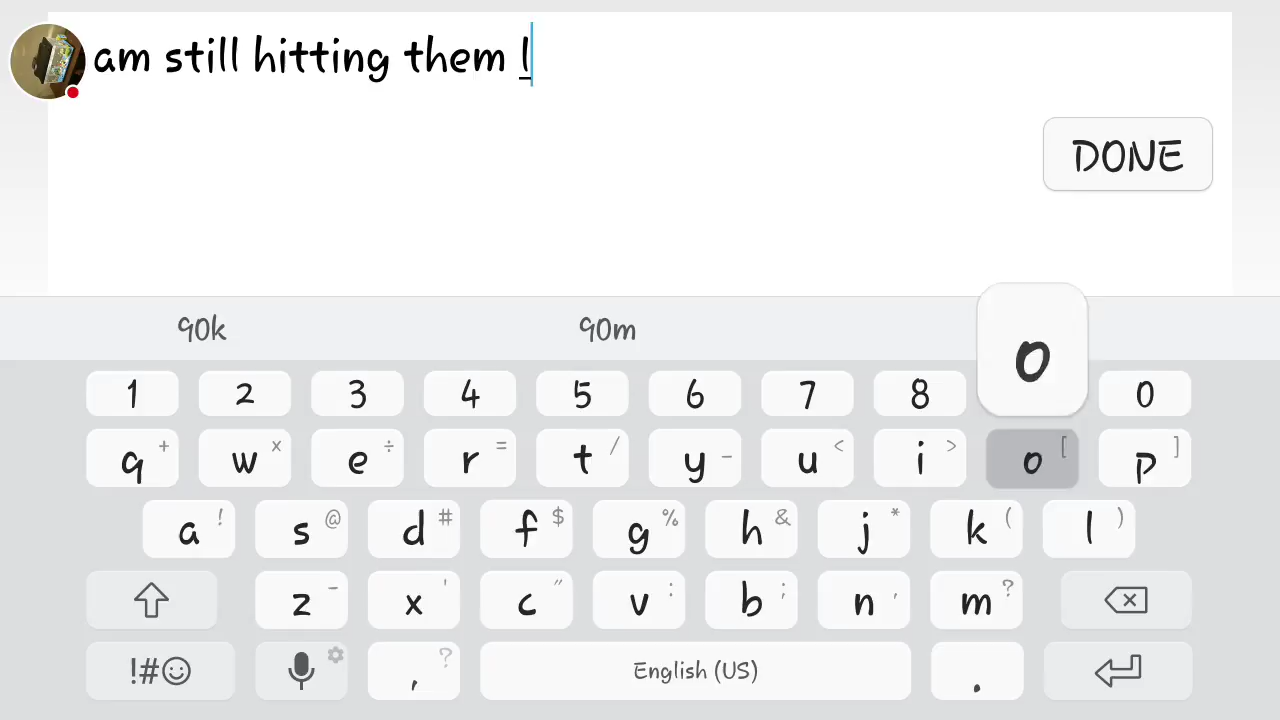 am still hitting them l
DONE
90k 90m
o
1 2 3 4 5 6 7 8 0
q + w x e ÷ r = t / y _ u < i > o [ p ]
a ! s @ d # f $ g % h & j * k ( l )
z - x ' c " v : b ; n , m ?
!#☺ , ? English (US) .